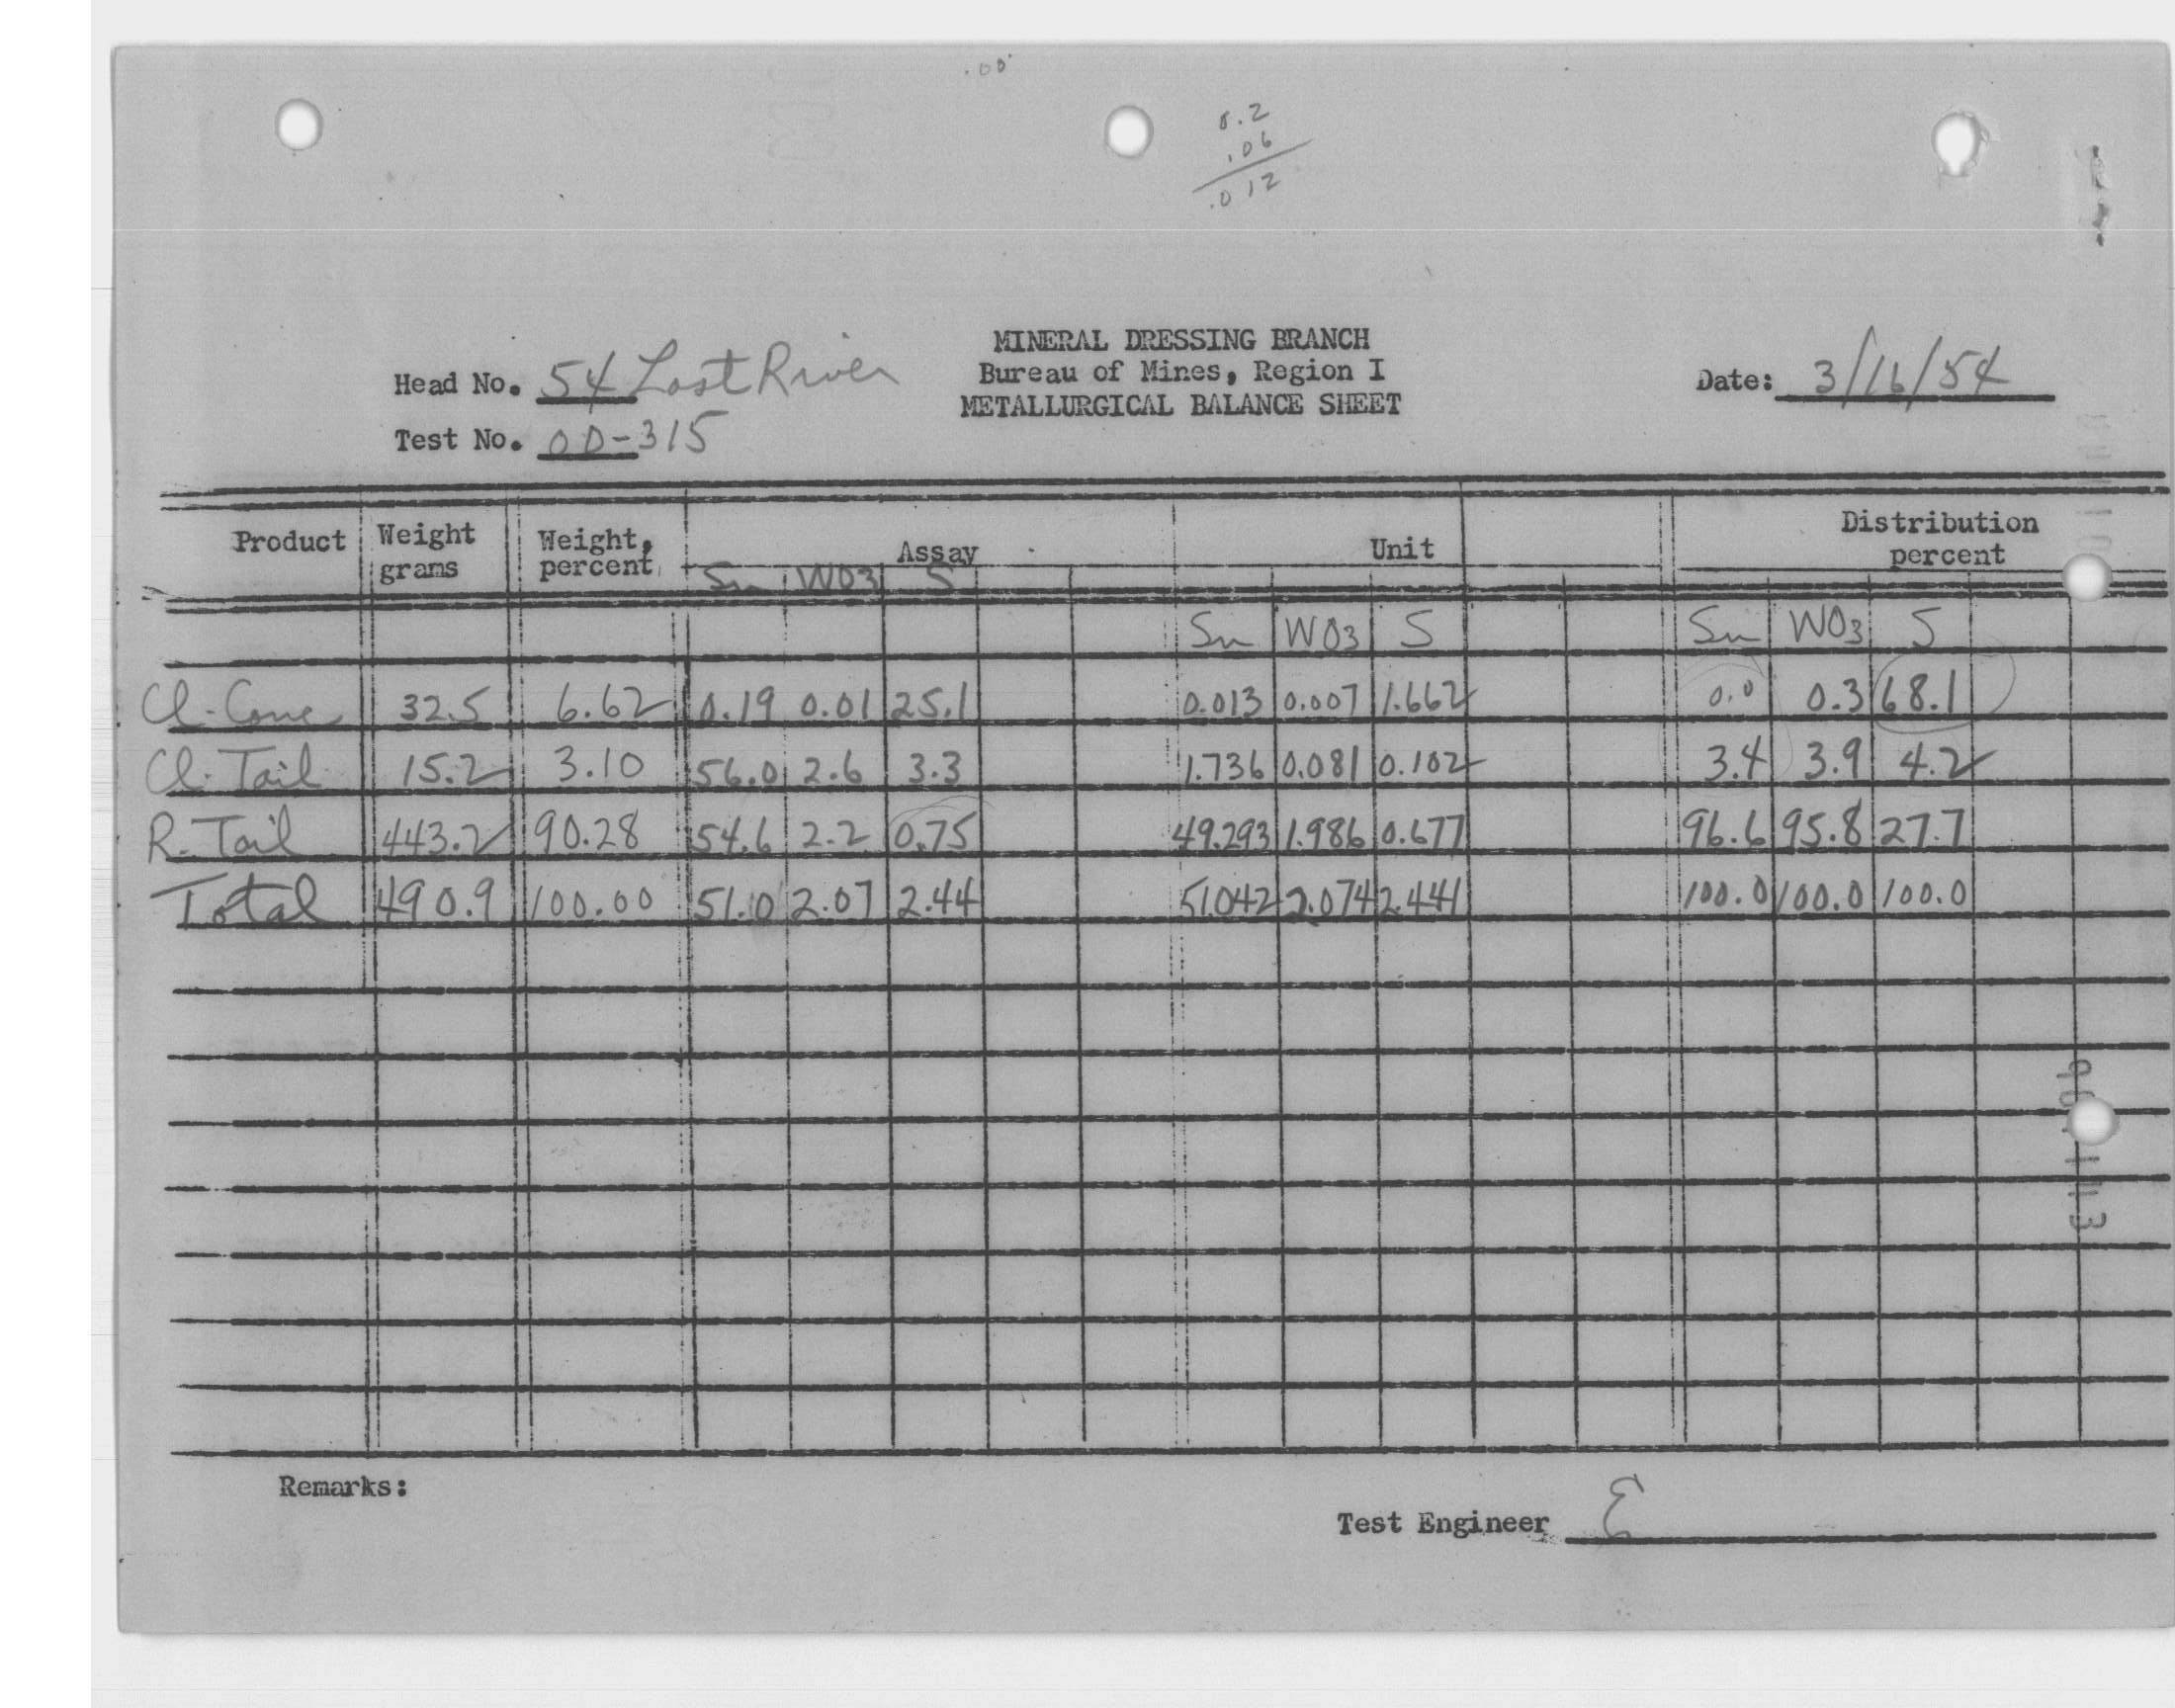 .00
0.2
.06
.012
MINERAL DRESSING BRANCH
Head No. 54 Lost River Bureau of Mines, Region I Date: 3/16/54
METALLURGICAL BALANCE SHEET
Test No. OD-315
Product Weight grams Weight, percent Assay Unit Distribution percent
Sn WO3 S
Sn WO3 S Sn WO3 S
Cl. Conc 32.5 6.62 0.19 0.01 25.1 0.013 0.007 1.662 0.0 0.3 68.1
Cl. Tail 15.2 3.10 56.0 2.6 3.3 1.736 0.081 0.102 3.4 3.9 4.2
R. Tail 443.2 90.28 54.6 2.2 0.75 49.293 1.986 0.677 96.6 95.8 27.7
Total 490.9 100.00 51.0 2.07 2.44 51.042 2.074 2.441 100.0 100.0 100.0
Remarks:
Test Engineer E